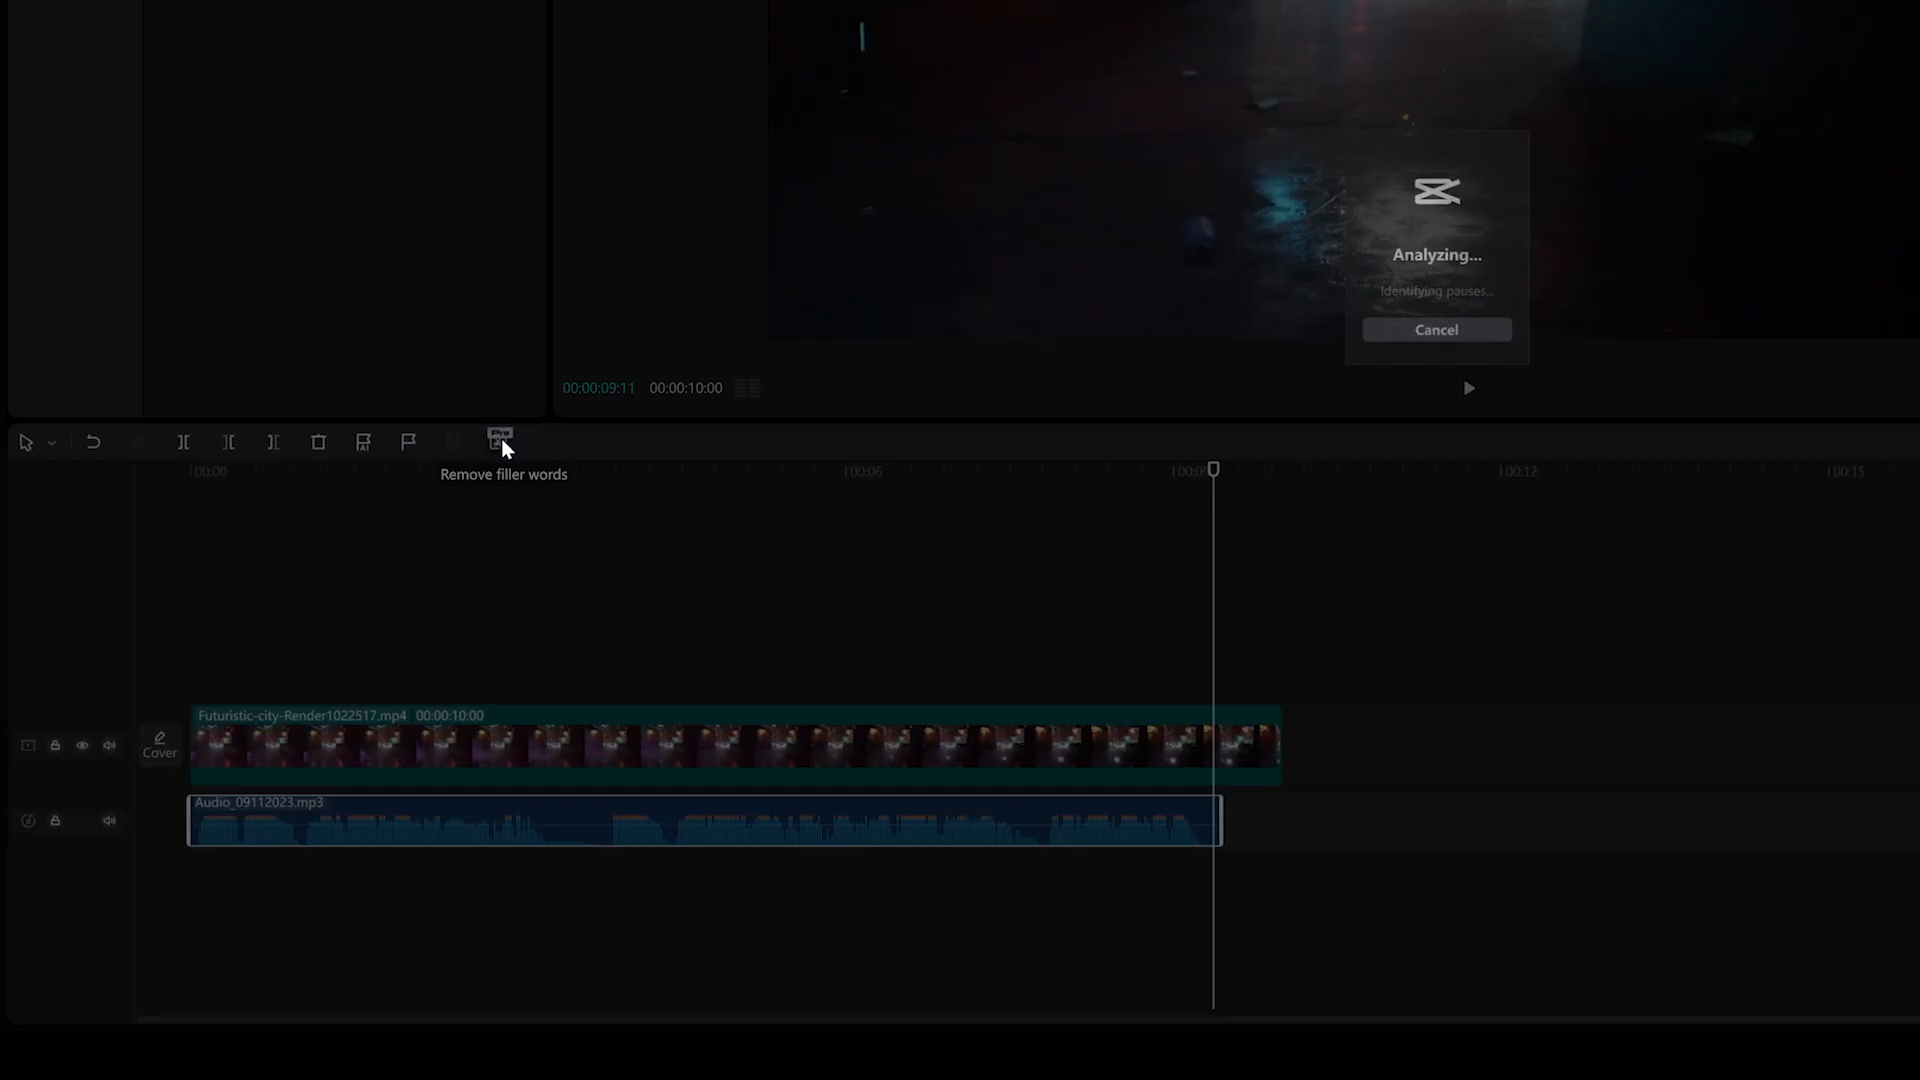 Analyzing...
Identifying pauses...
Cancel
00:00:09:11 00:00:10:00
AI
Pro
Remove filler words
00:00 00:06 00:12 00:15
Futuristic-city-Render1022517.mp4 00:00:10:00
Cover
Audio_09112023.mp3